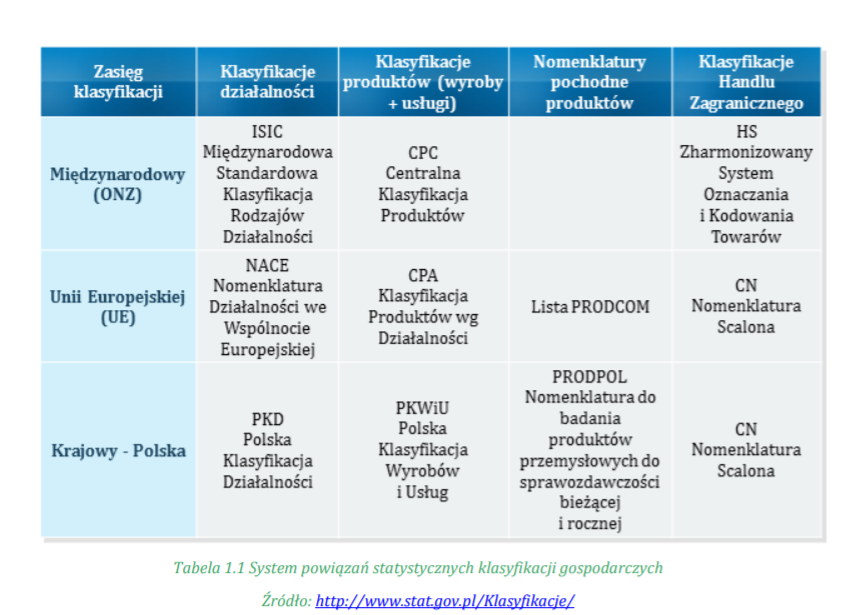 Zasięg
klasyfikacji
Klasyfikacje
działalności
Klasyfikacje
produktów (wyroby
+ usługi)
Nomenklatury
pochodne
produktów
Klasyfikacje
Handlu
Zagranicznego
Międzynarodowy
(ONZ)
ISIC
Międzynarodowa
Standardowa
Klasyfikacja
Rodzajów
Działalności
CPC
Centralna
Klasyfikacja
Produktów
HS
Zharmonizowany
System
Oznaczania
i Kodowania
Towarów
Unii Europejskiej
(UE)
NACE
Nomenklatura
Działalności we
Wspólnocie
Europejskiej
CPA
Klasyfikacja
Produktów wg
Działalności
Lista PRODCOM
CN
Nomenklatura
Scalona
Krajowy - Polska
PKD
Polska
Klasyfikacja
Działalności
PKWiU
Polska
Klasyfikacja
Wyrobów
i Usług
PRODPOL
Nomenklatura do
badania
produktów
przemysłowych do
sprawozdawczości
bieżącej
i rocznej
CN
Nomenklatura
Scalona
Tabela 1.1 System powiązań statystycznych klasyfikacji gospodarczych
Źródło: http://www.stat.gov.pl/Klasyfikacje/